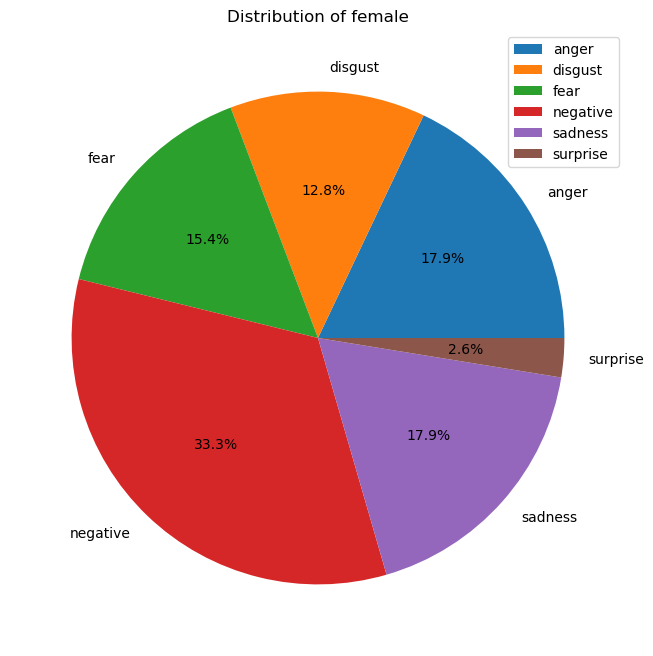 Distribution of female
anger
disgust
fear
negative
sadness
surprise
disgust
fear
anger
12.8%
15.4%
17.9%
2.6%
surprise
33.3%
17.9%
negative
sadness